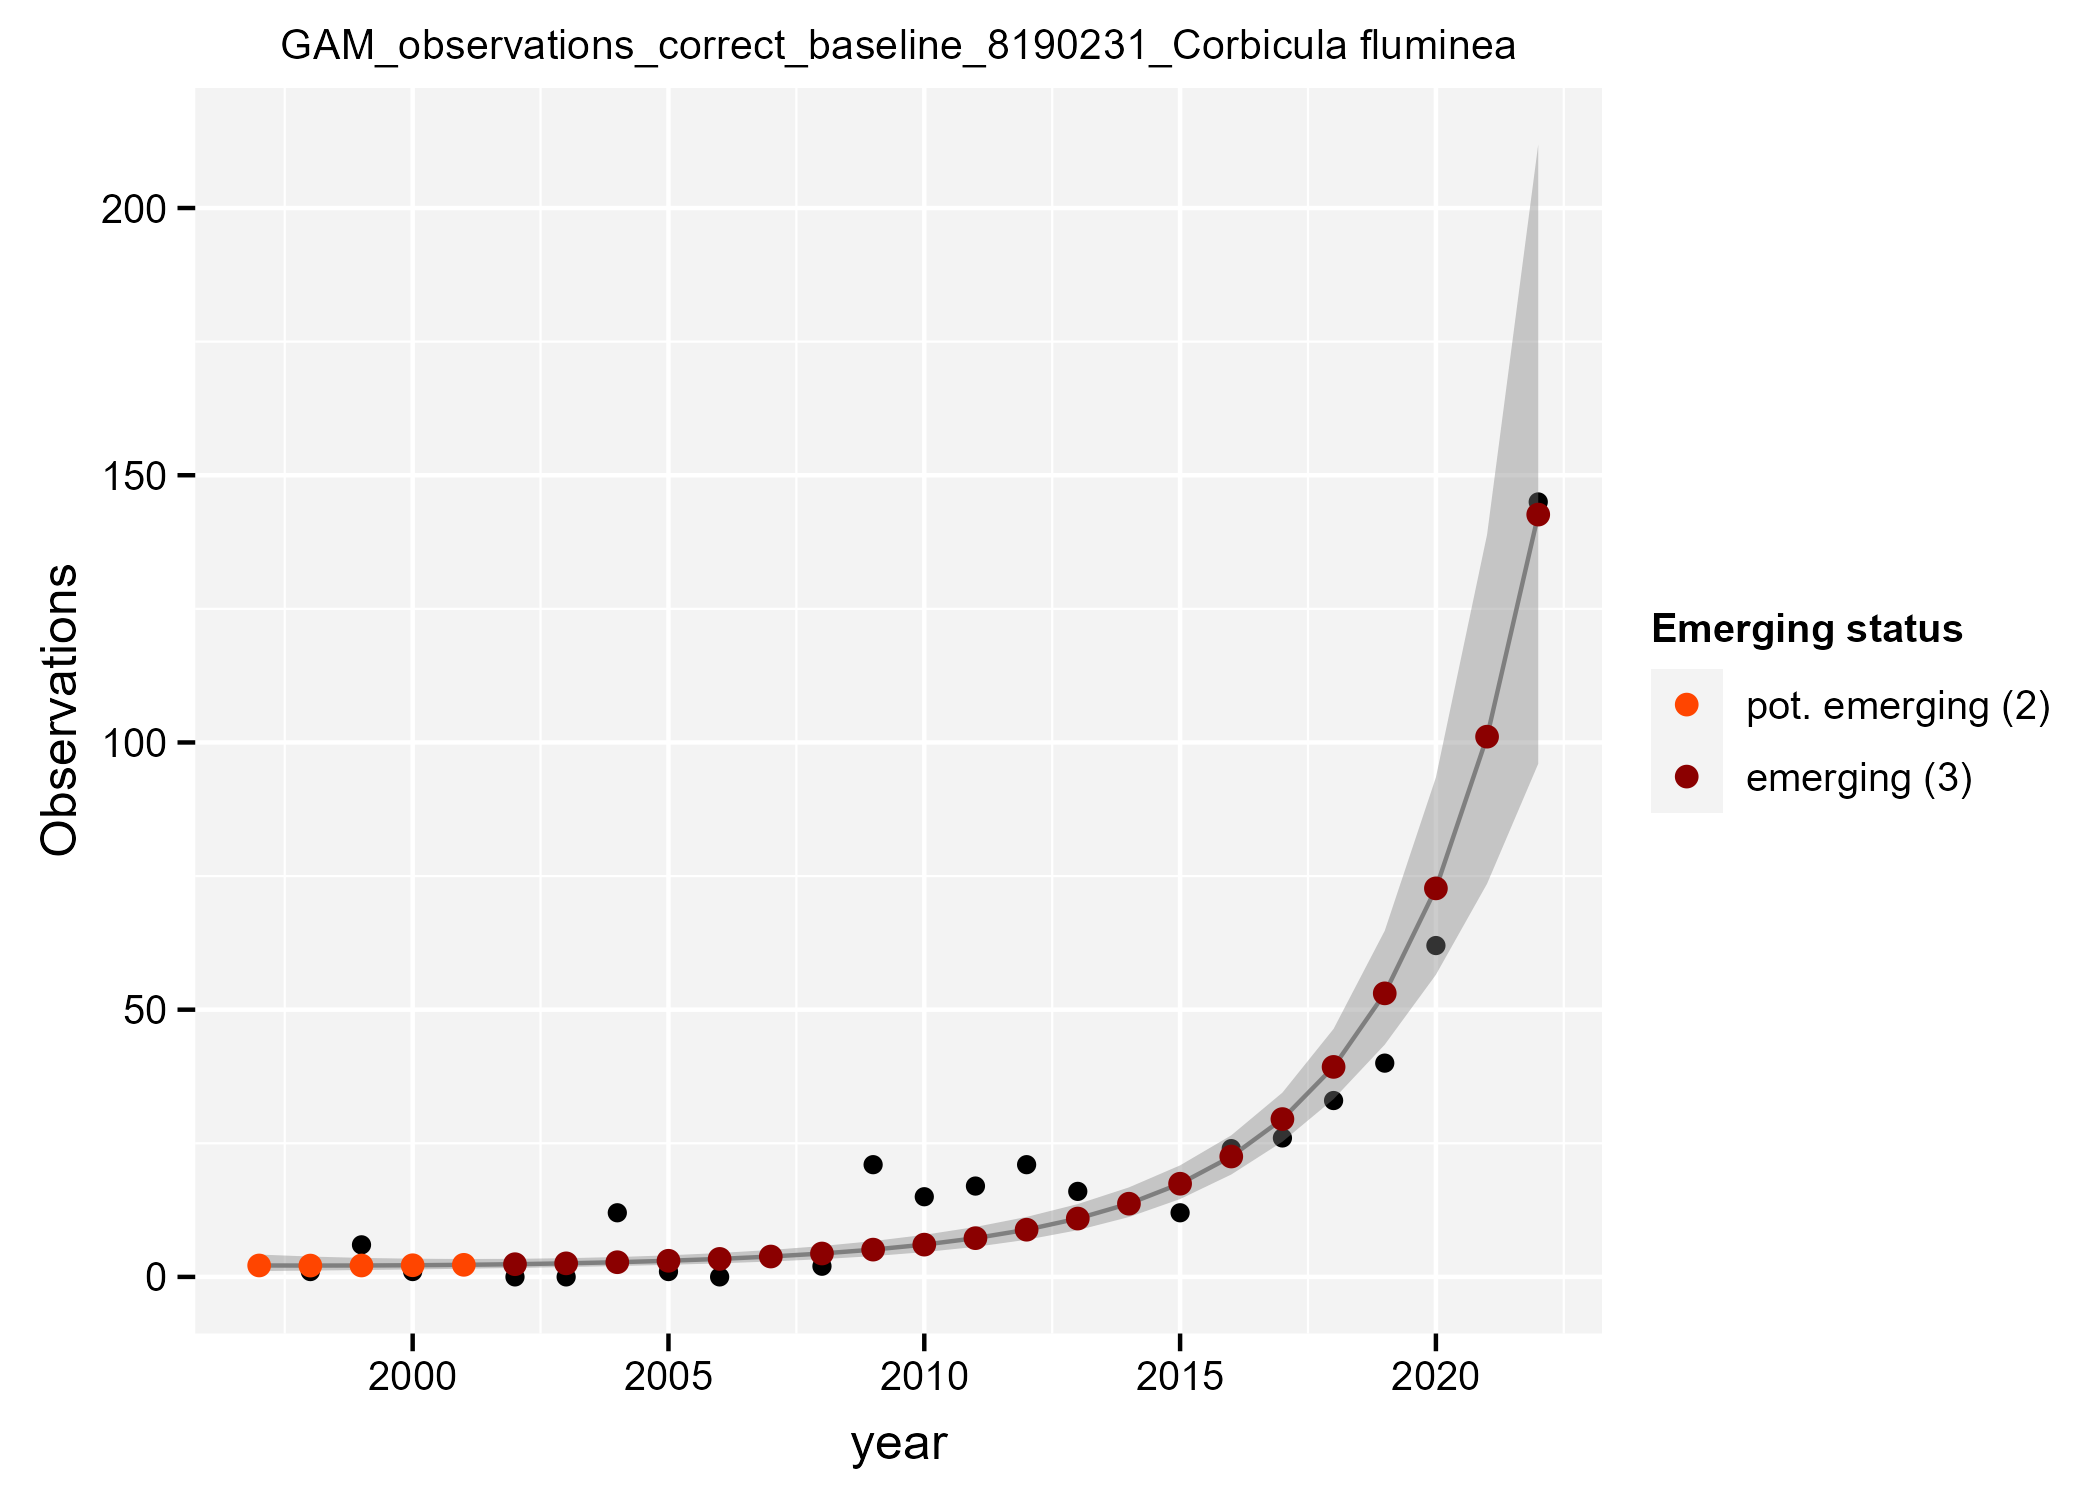 GAM_observations_correct_baseline_8190231_Corbicula fluminea
Observations
200
150
100
50
0
2000 2005 2010 2015 2020
year
Emerging status
pot. emerging (2)
emerging (3)